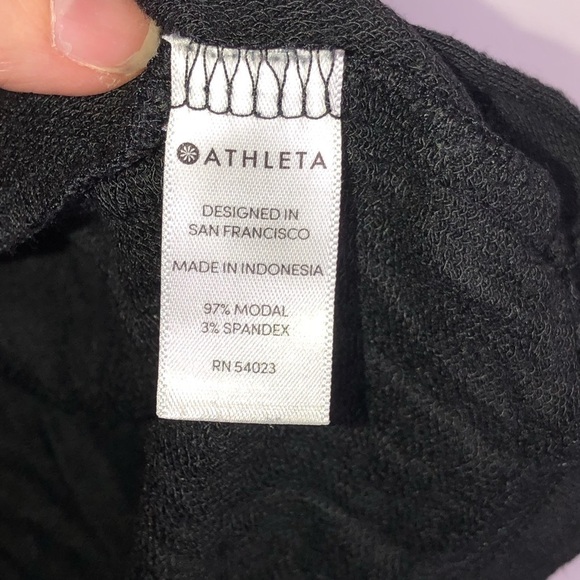 ATHLETA
DESIGNED IN
SAN FRANCISCO
MADE IN INDONESIA
97% MODAL
3% SPANDEX
RN 54023